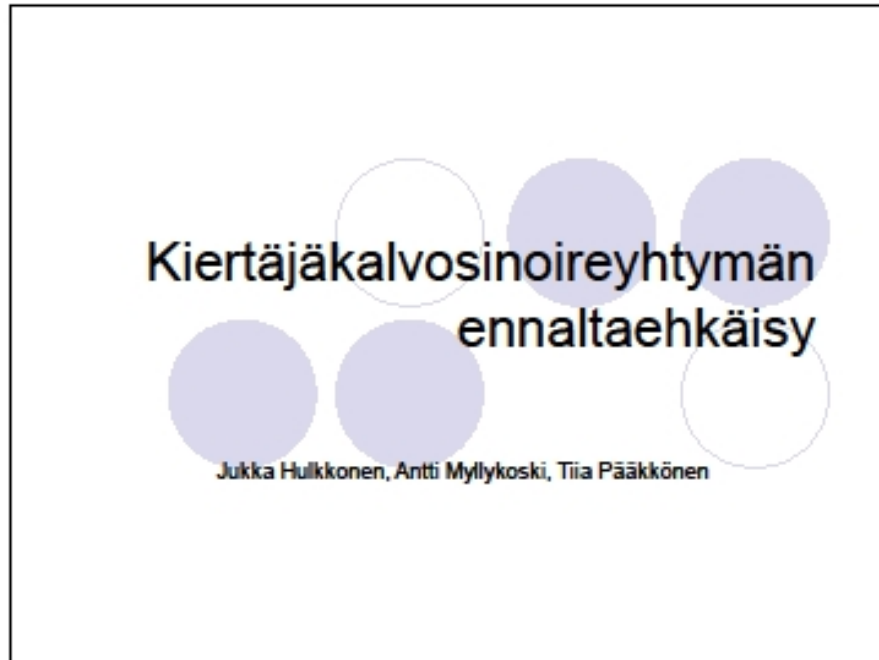 Kiertäjäkalvosinoireyhtymän
ennaltaehkäisy
Jukka Hulkkonen, Antti Myllykoski, Tiia Pääkkönen